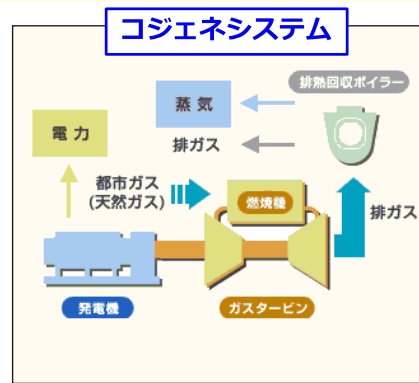 コジェネシステム
排熱回収ボイラー
蒸気
電力
排ガス
都市ガス
(天然ガス)
燃焼機
排ガス
発電機
ガスタービン